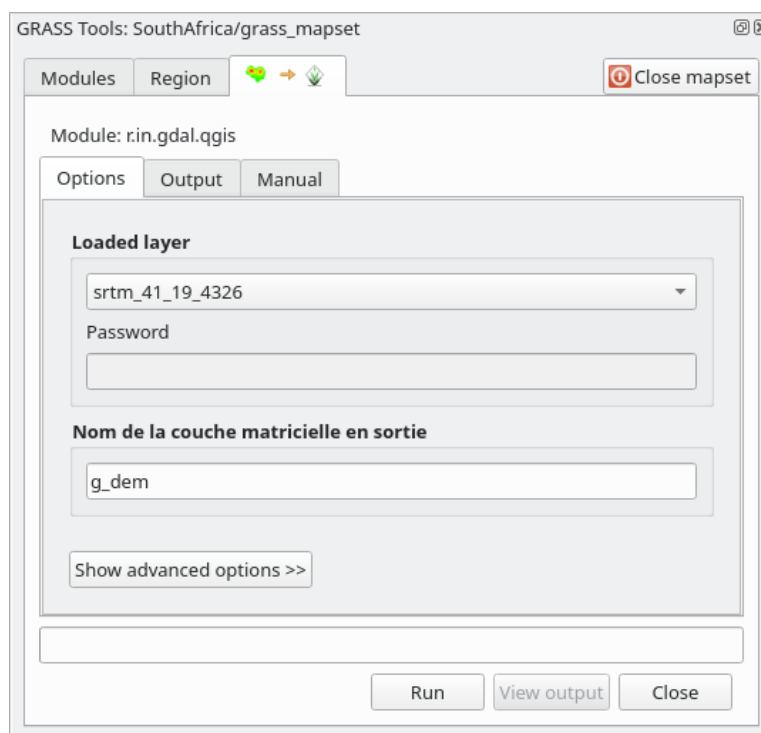 GRASS Tools: SouthAfrica/grass_mapset
Modules Region Close mapset
Module: r.in.gdal.qgis
Options Output Manual
Loaded layer
srtm_41_19_4326
Password
Nom de la couche matricielle en sortie
g_dem
Show advanced options >>
Run View output Close